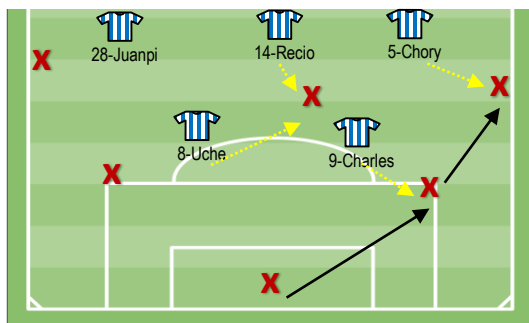 28-Juanpi
14-Recio
5-Chory
X
X
X
8-Uche
9-Charles
X
X
X